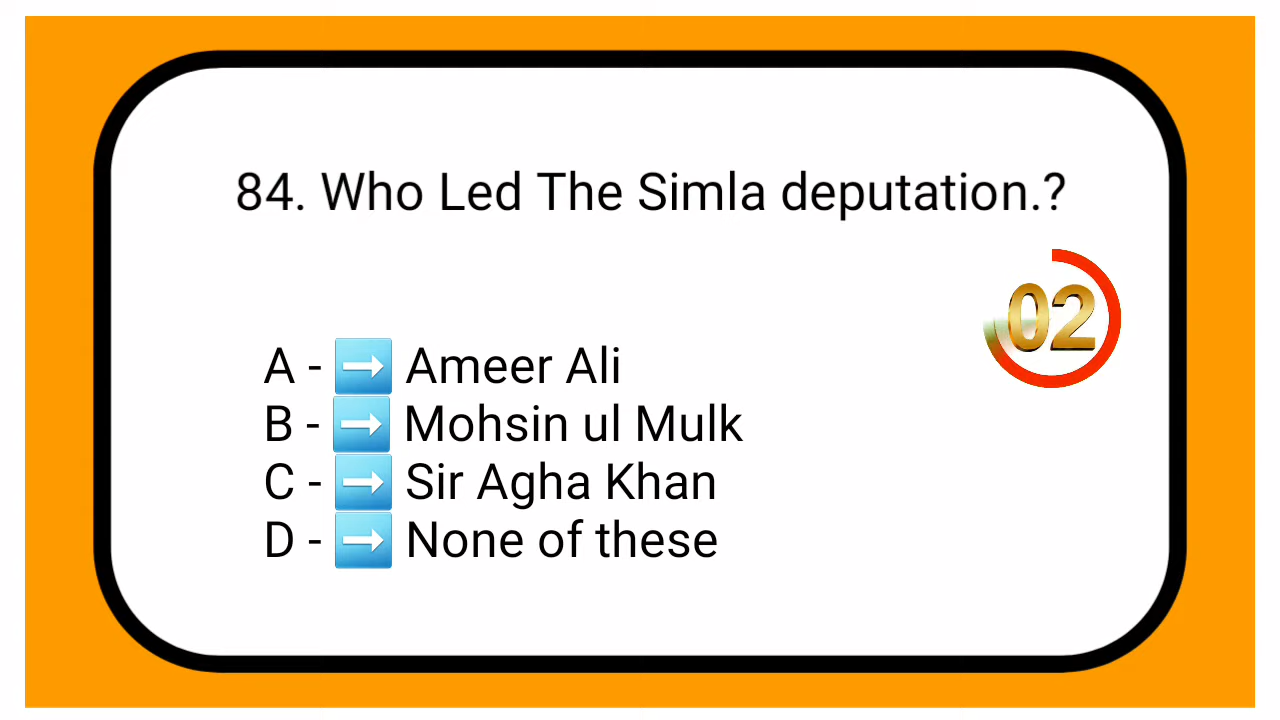 84. Who Led The Simla deputation.?
02
A - ➡️ Ameer Ali
B - ➡️ Mohsin ul Mulk
C - ➡️ Sir Agha Khan
D - ➡️ None of these